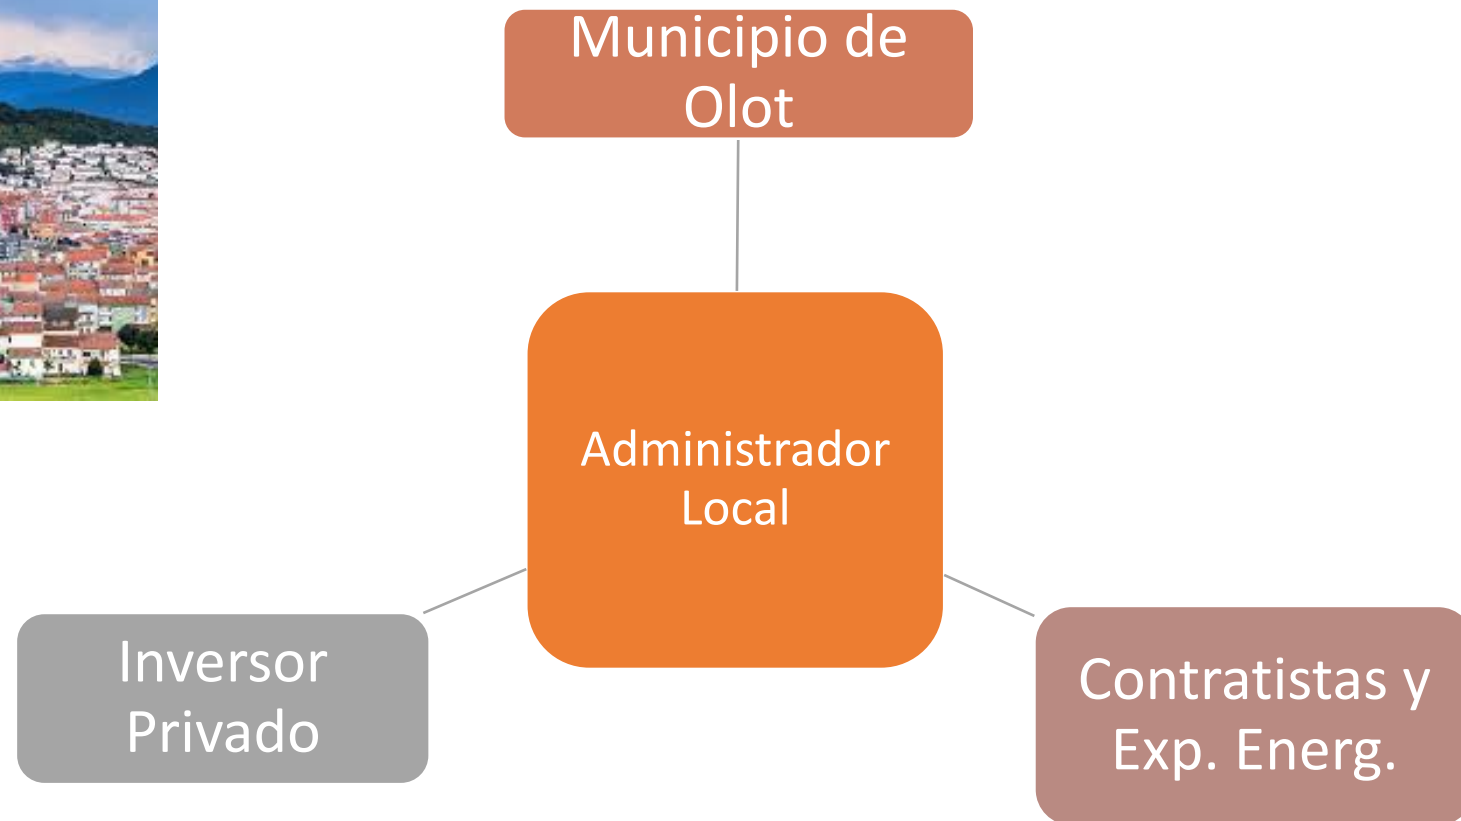 Municipio de
Olot
Administrador
Local
Inversor
Privado
Contratistas y
Exp. Energ.